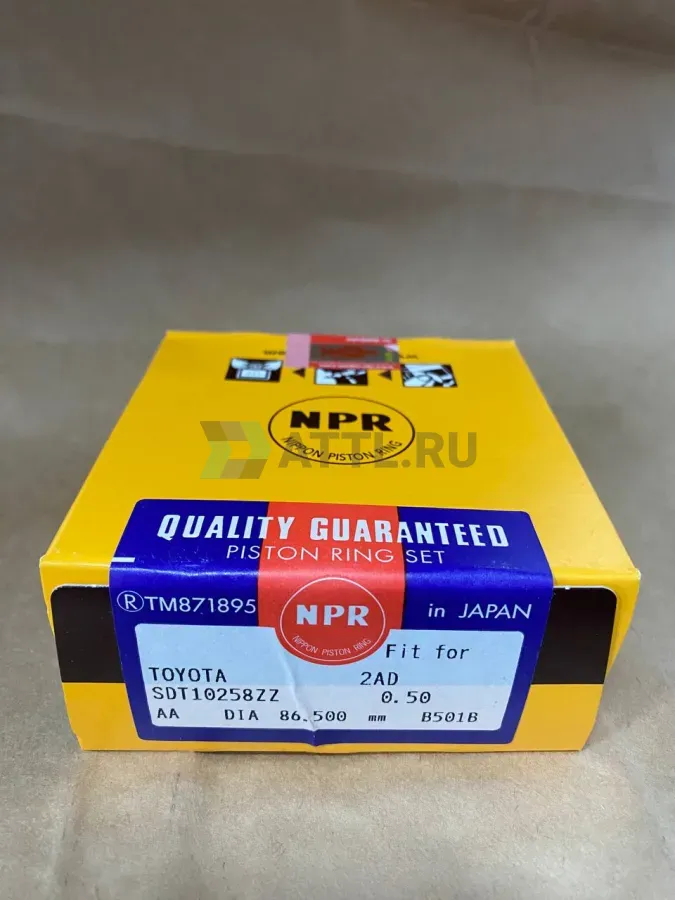 NPR
NIPPON PISTON RING
ATTL.RU
QUALITY GUARANTEED
PISTON RING SET
®TM871895
NPR
NIPPON PISTON RING
in JAPAN
Fit for
TOYOTA 2AD
SDT10258ZZ 0.50
AA DIA 86.500 mm B501B